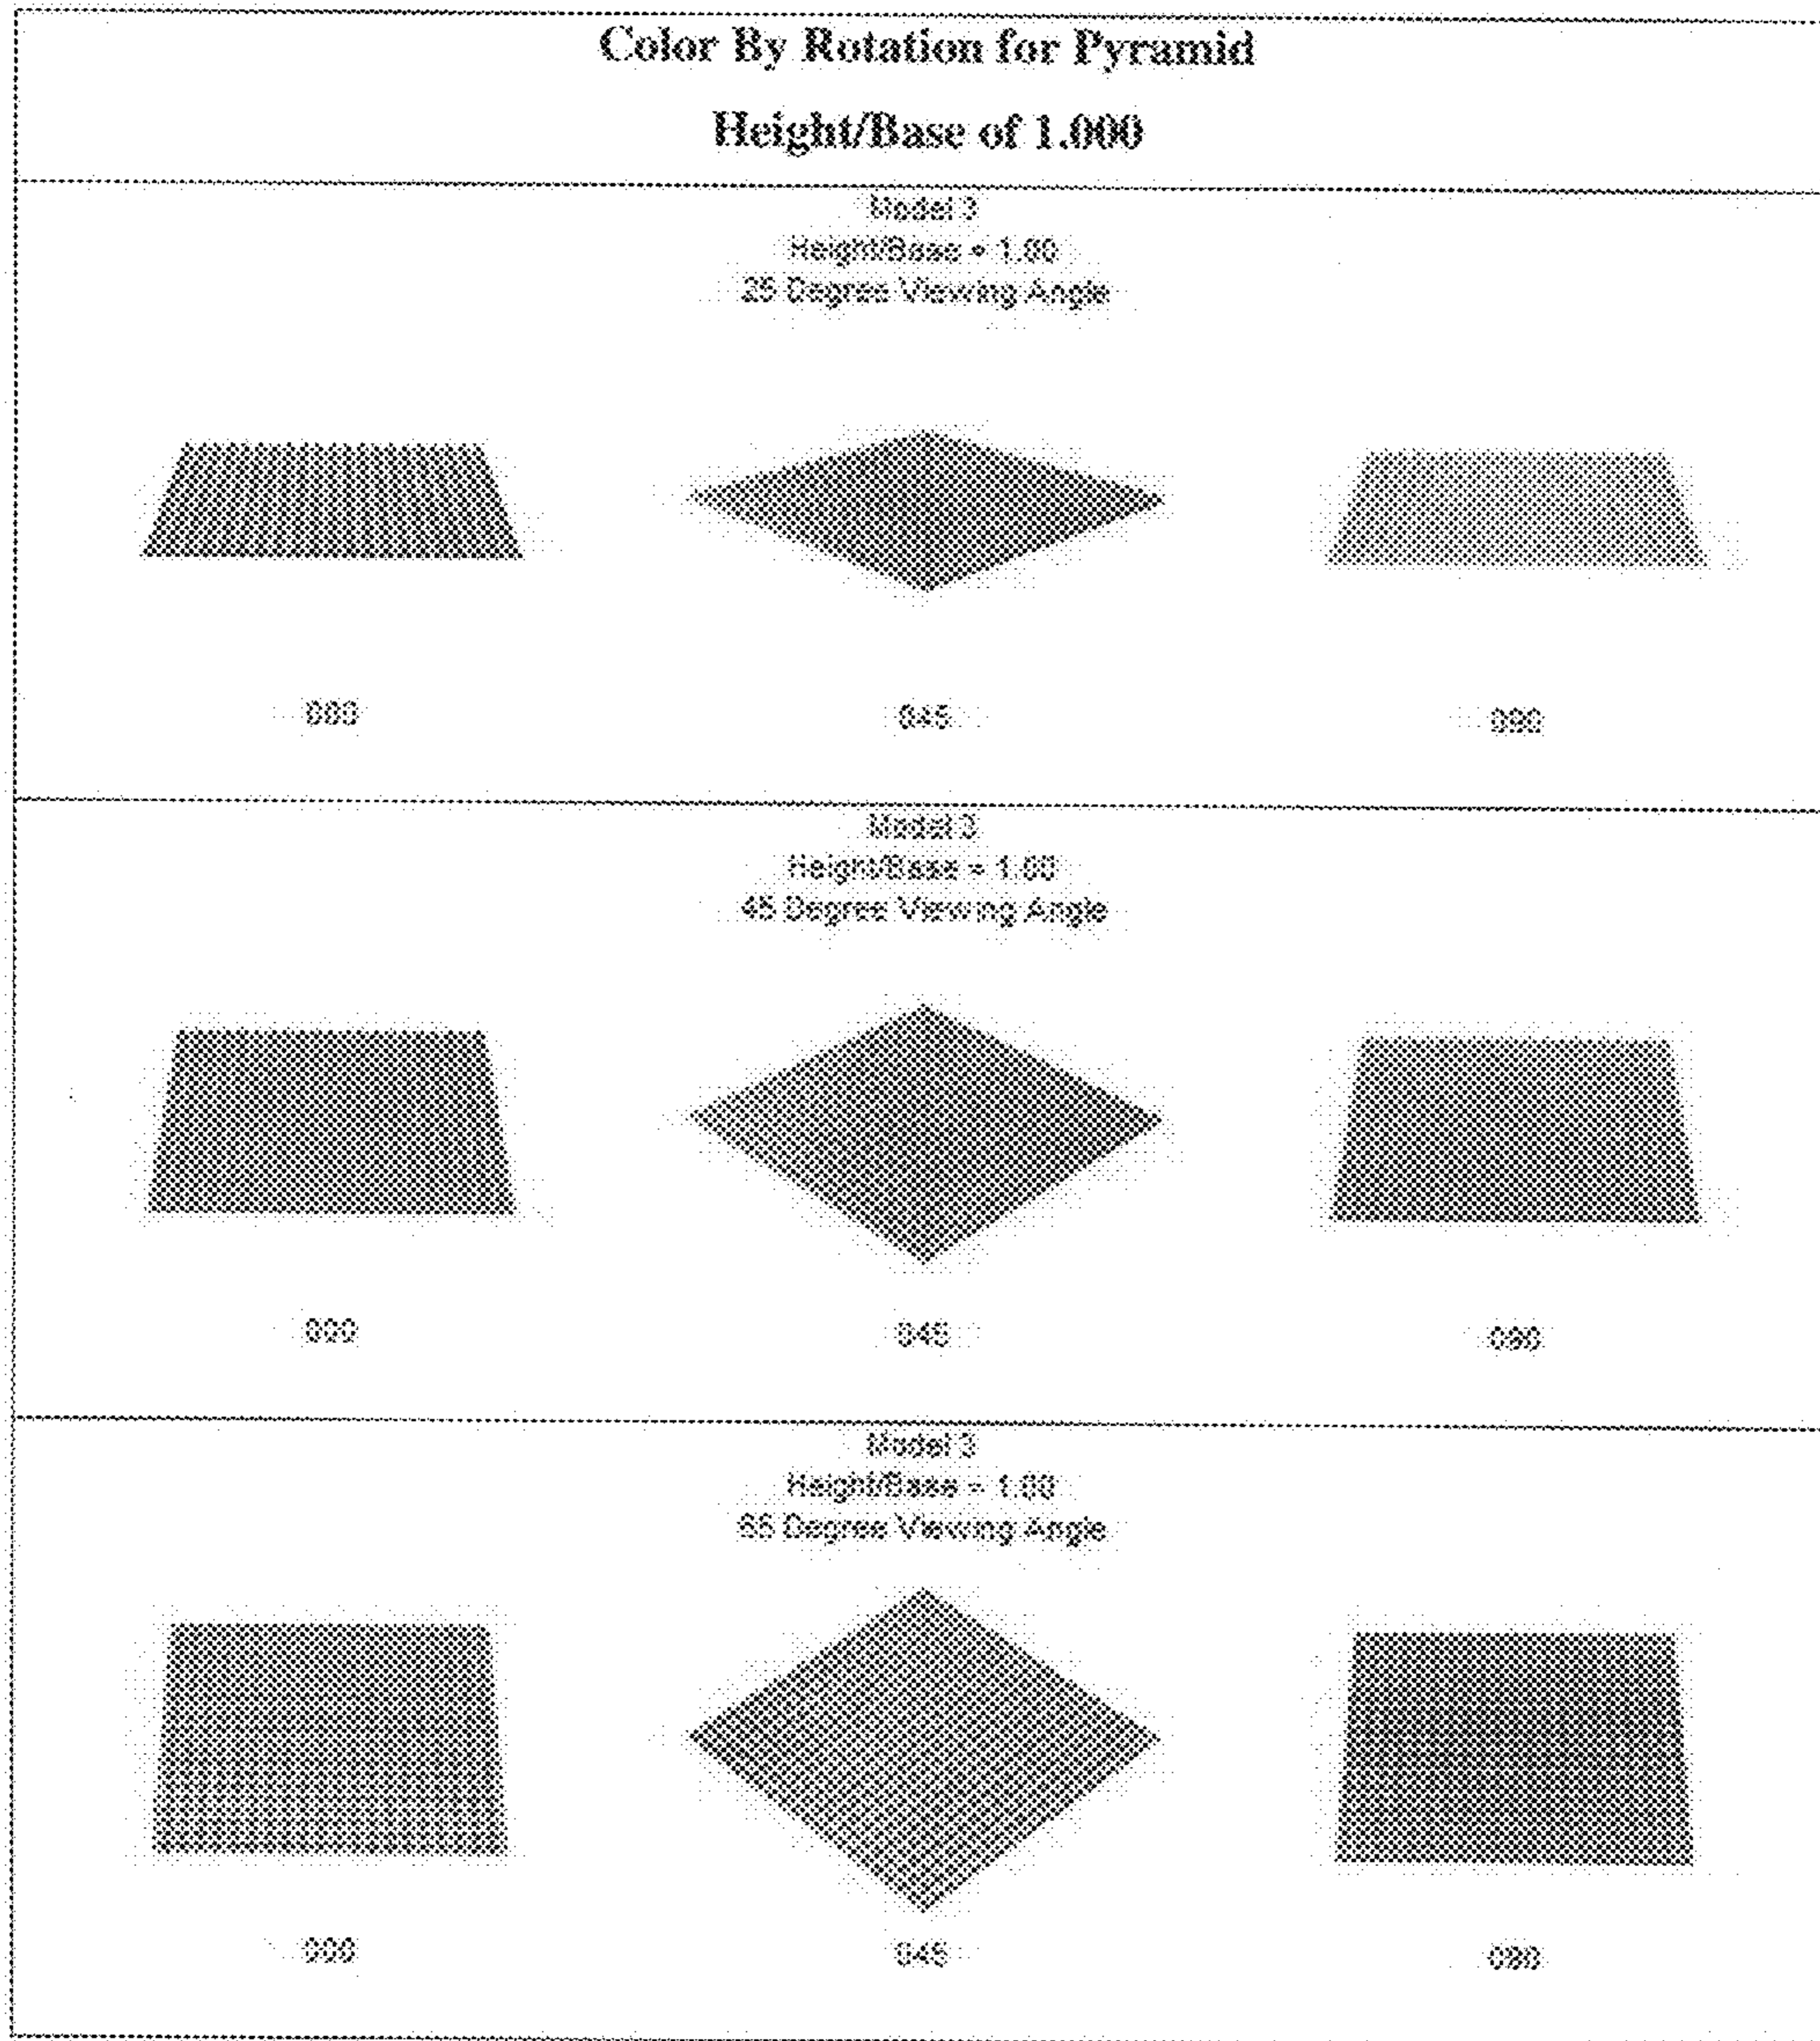 Color By Rotation for Pyramid
Height/Base of 1.000
Model 3
Height/Base = 1.00
25 Degree Viewing Angle
000 045 090
Model 3
Height/Base = 1.00
45 Degree Viewing Angle
000 045 090
Model 3
Height/Base = 1.00
65 Degree Viewing Angle
000 045 090